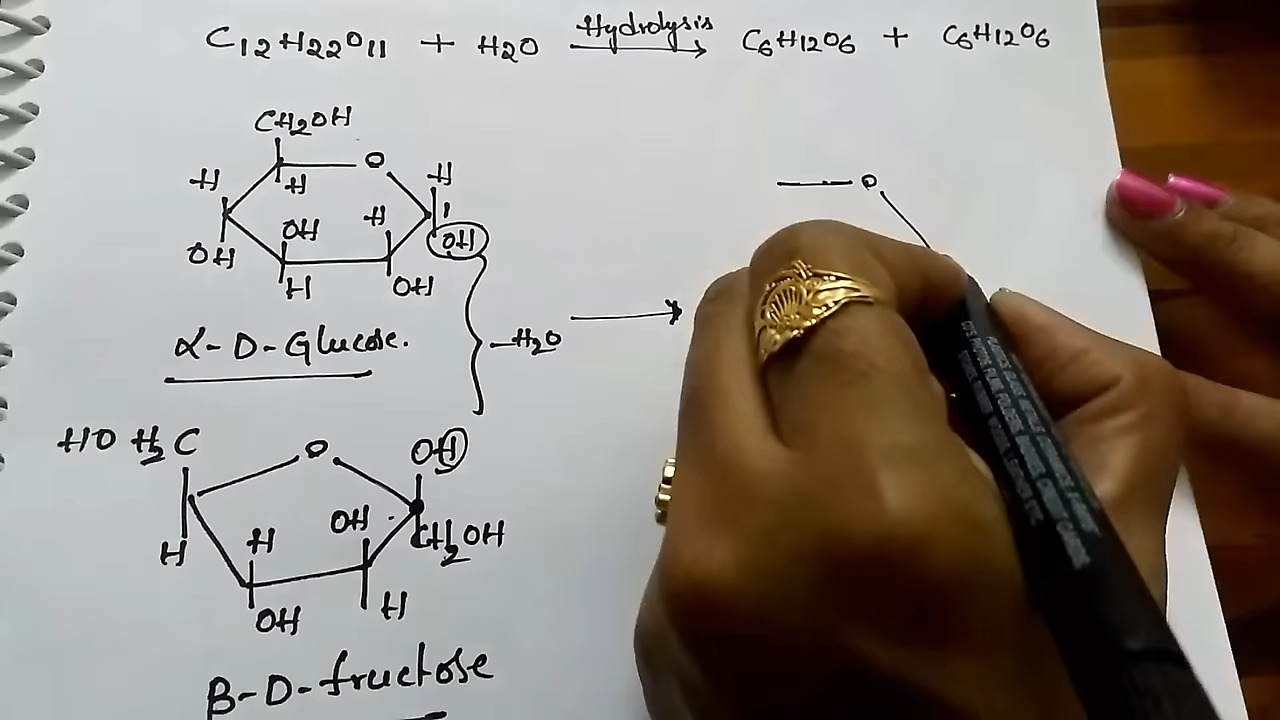 Hydrolysis
C12H22O11 + H2O → C6H12O6 + C6H12O6
CH2OH
O
H
H
H
OH
H
1
OH
OH
H
OH
α-D-Glucose.
-H2O
HO H2C
O
OH
OH
H
CH2OH
H
H
OH
B-D-fructose
O